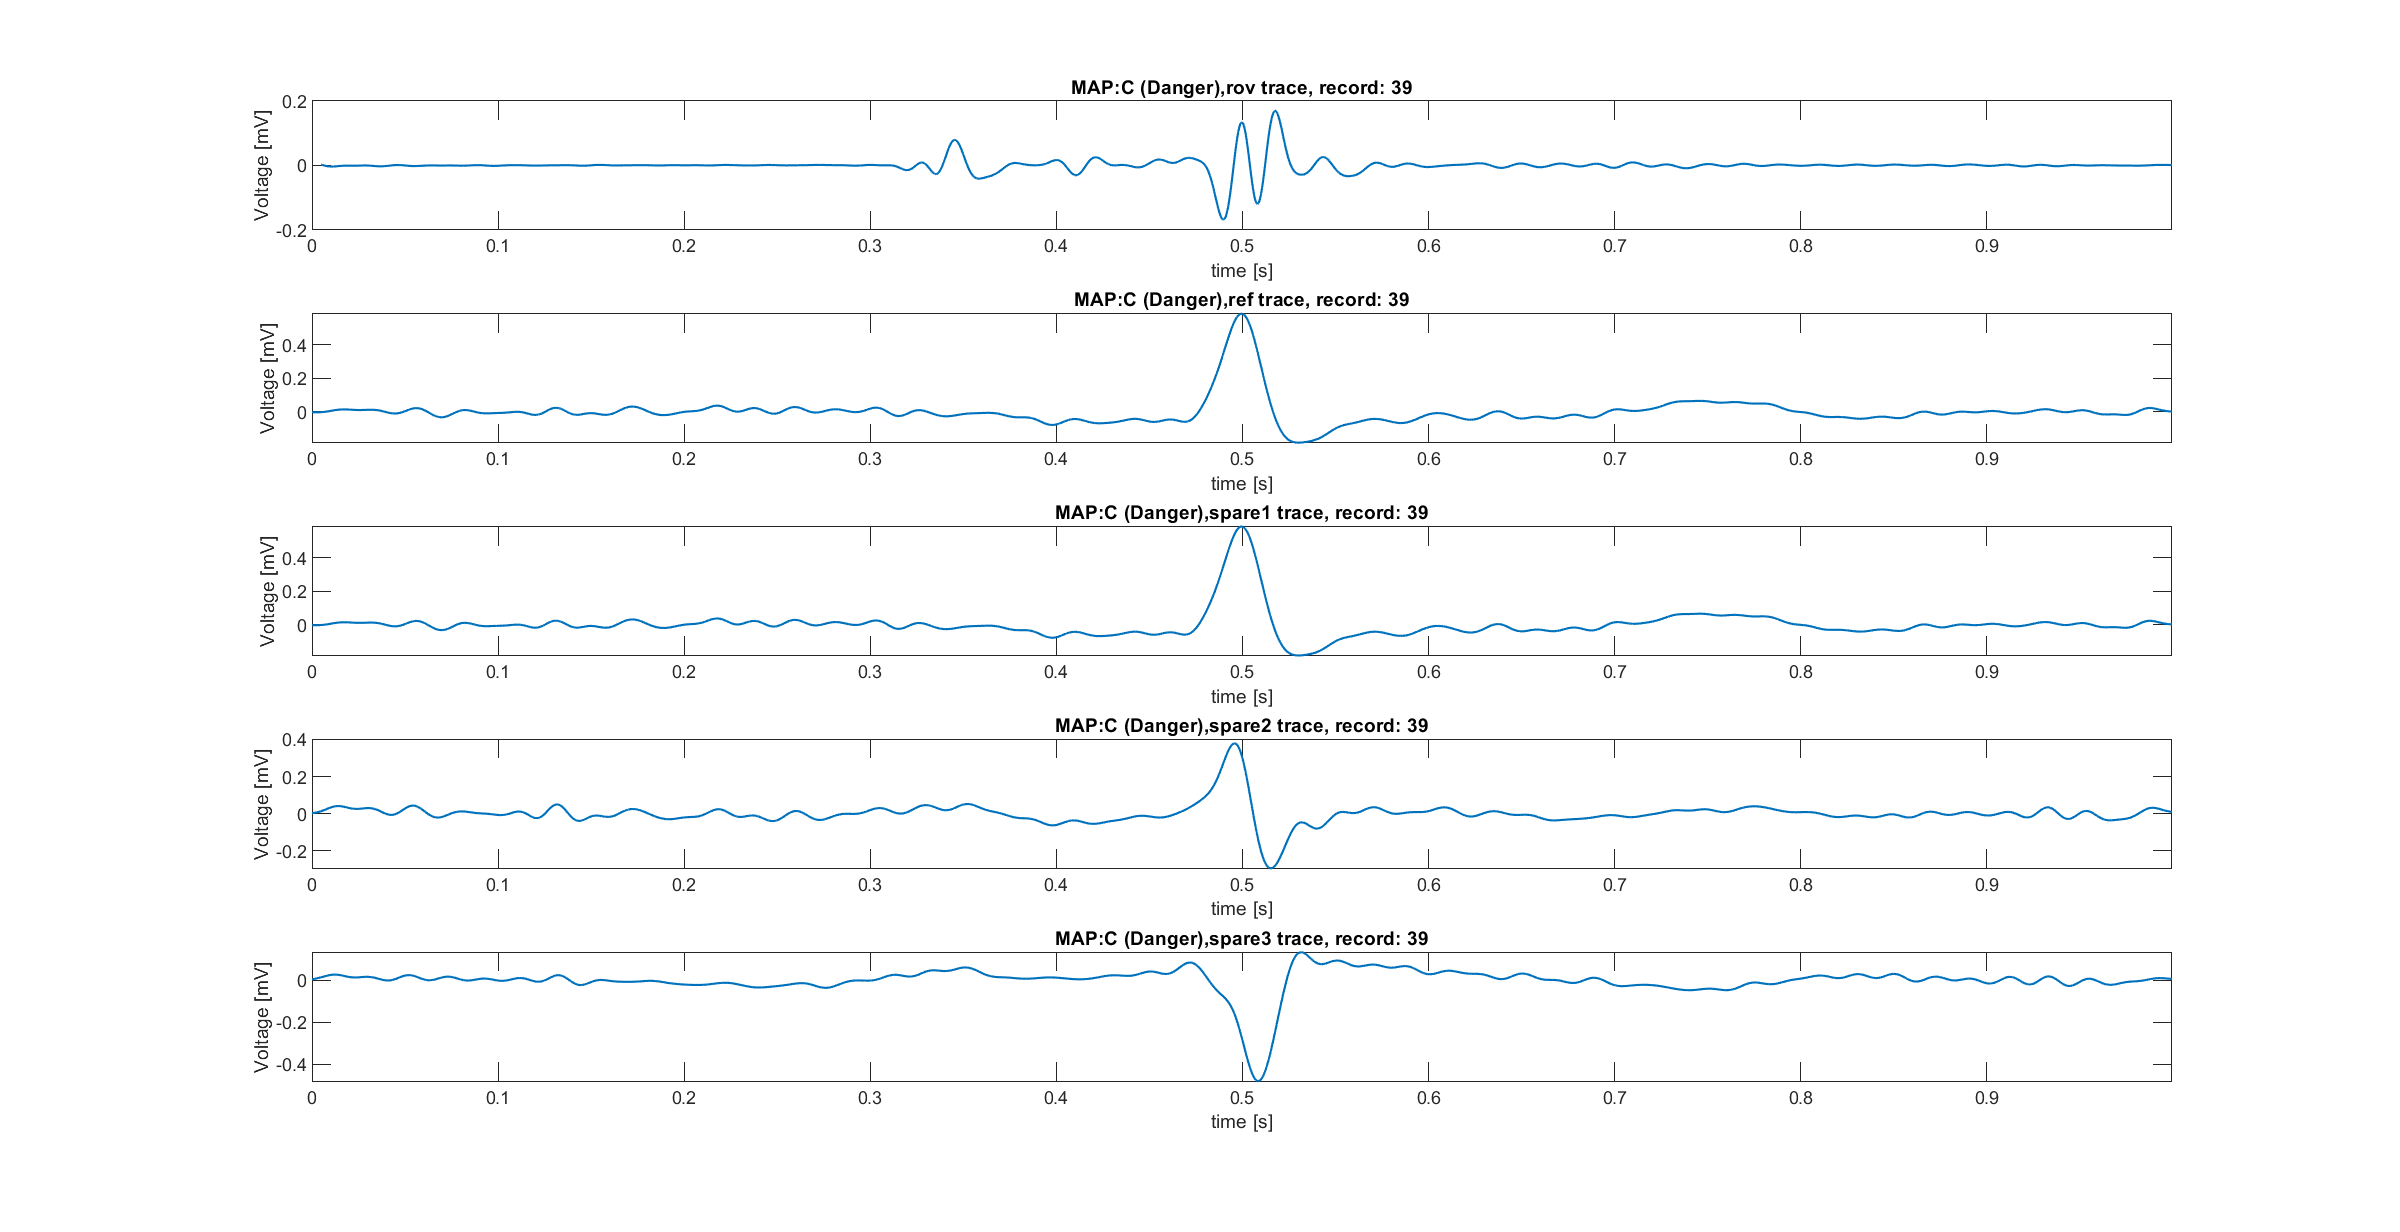 MAP:C (Danger),rov trace, record: 39
Voltage [mV]
0.2
0
-0.2
0 0.1 0.2 0.3 0.4 0.5 0.6 0.7 0.8 0.9
time [s]
MAP:C (Danger),ref trace, record: 39
Voltage [mV]
0.4
0.2
0
0 0.1 0.2 0.3 0.4 0.5 0.6 0.7 0.8 0.9
time [s]
MAP:C (Danger),spare1 trace, record: 39
Voltage [mV]
0.4
0.2
0
0 0.1 0.2 0.3 0.4 0.5 0.6 0.7 0.8 0.9
time [s]
MAP:C (Danger),spare2 trace, record: 39
Voltage [mV]
0.4
0.2
0
-0.2
0 0.1 0.2 0.3 0.4 0.5 0.6 0.7 0.8 0.9
time [s]
MAP:C (Danger),spare3 trace, record: 39
Voltage [mV]
0
-0.2
-0.4
0 0.1 0.2 0.3 0.4 0.5 0.6 0.7 0.8 0.9
time [s]